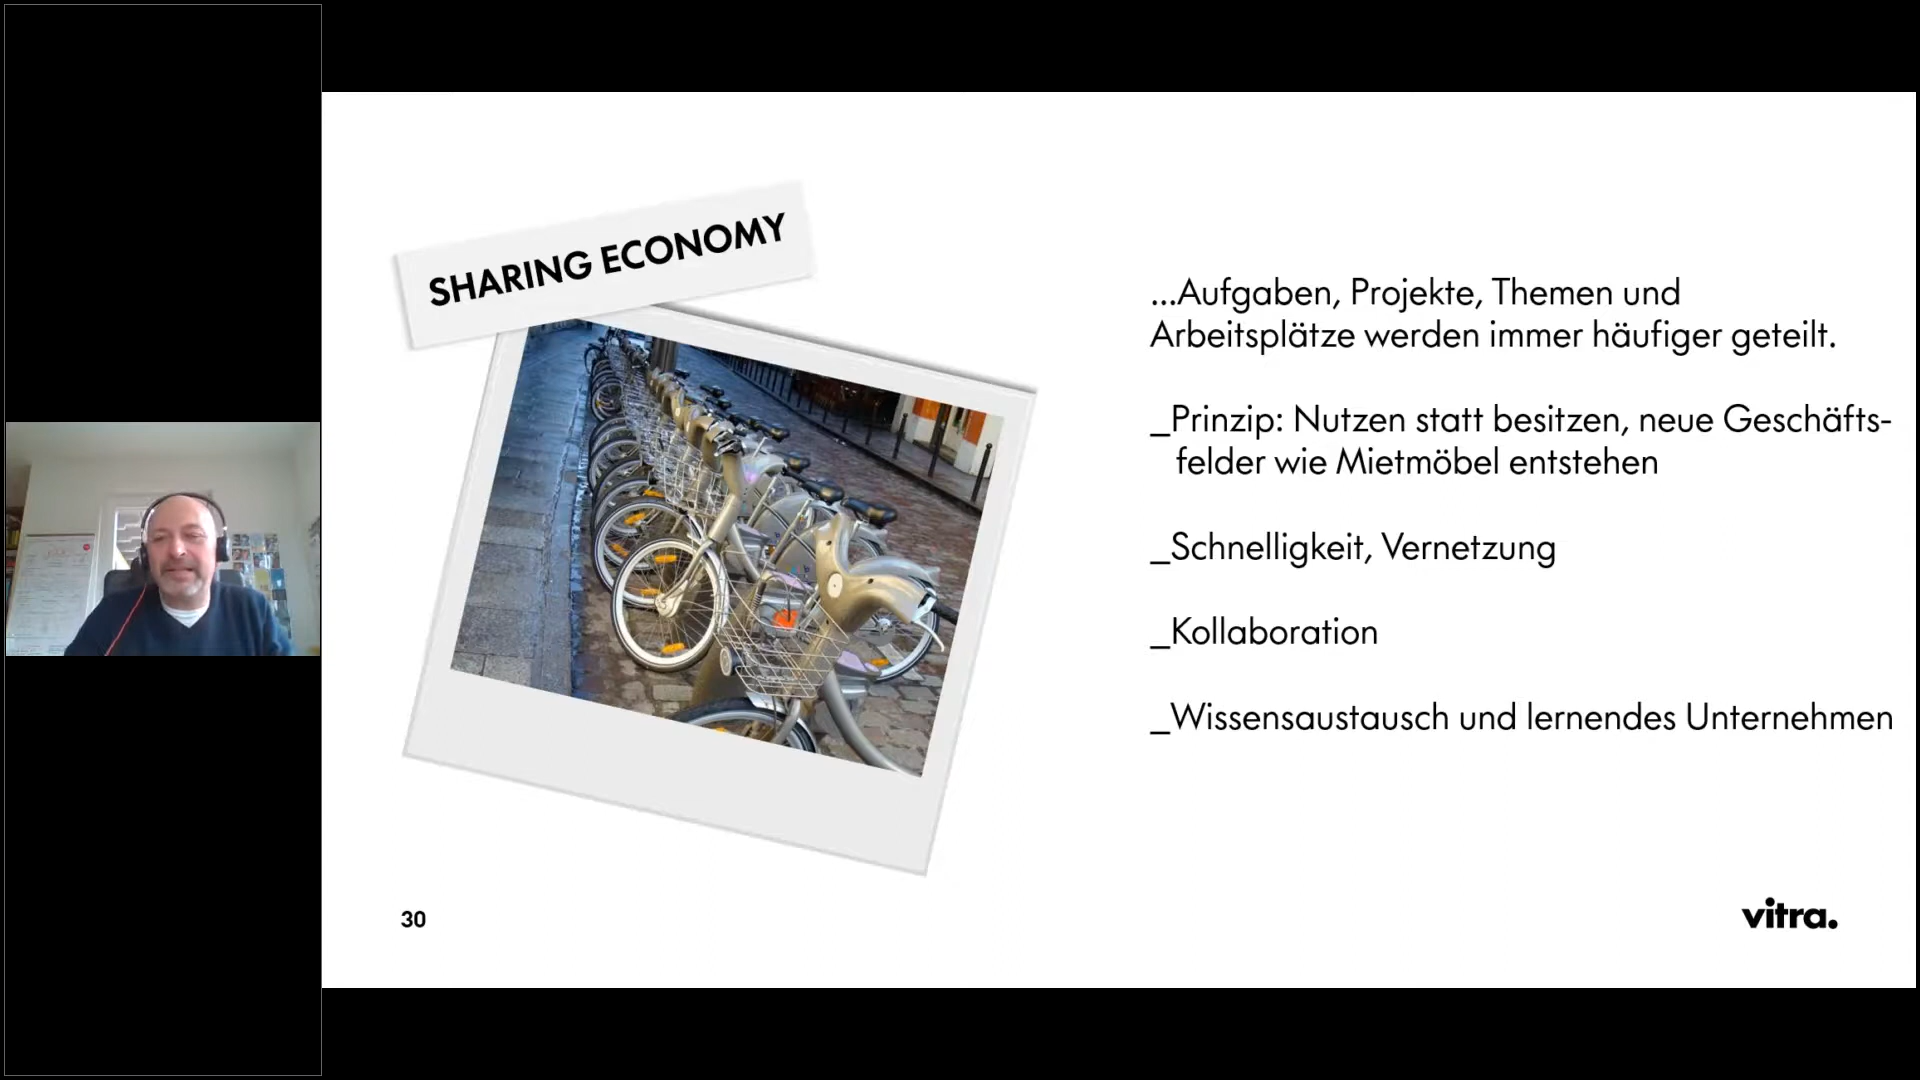 SHARING ECONOMY
...Aufgaben, Projekte, Themen und
Arbeitsplätze werden immer häufiger geteilt.
_Prinzip: Nutzen statt besitzen, neue Geschäfts-
felder wie Mietmöbel entstehen
_Schnelligkeit, Vernetzung
_Kollaboration
_Wissensaustausch und lernendes Unternehmen
30
vitra.